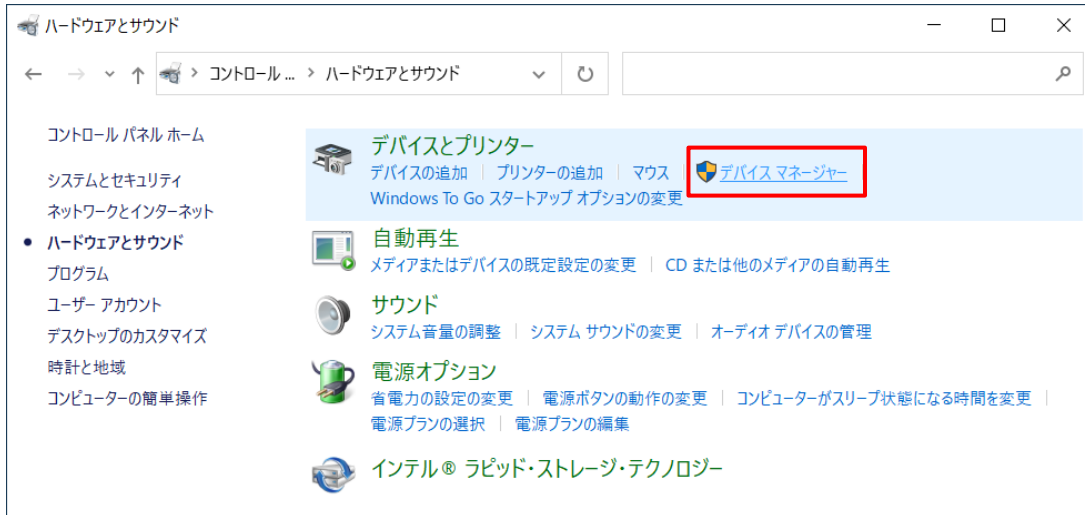 ハードウェアとサウンド
コントロール ... > ハードウェアとサウンド
コントロール パネル ホーム
システムとセキュリティ
ネットワークとインターネット
ハードウェアとサウンド
プログラム
ユーザー アカウント
デスクトップのカスタマイズ
時計と地域
コンピューターの簡単操作
デバイスとプリンター
デバイスの追加 | プリンターの追加 | マウス | デバイス マネージャー
Windows To Go スタートアップ オプションの変更
自動再生
メディアまたはデバイスの既定設定の変更 | CD または他のメディアの自動再生
サウンド
システム音量の調整 | システム サウンドの変更 | オーディオ デバイスの管理
電源オプション
省電力の設定の変更 | 電源ボタンの動作の変更 | コンピューターがスリープ状態になる時間を変更 |
電源プランの選択 | 電源プランの編集
インテル® ラピッド・ストレージ・テクノロジー